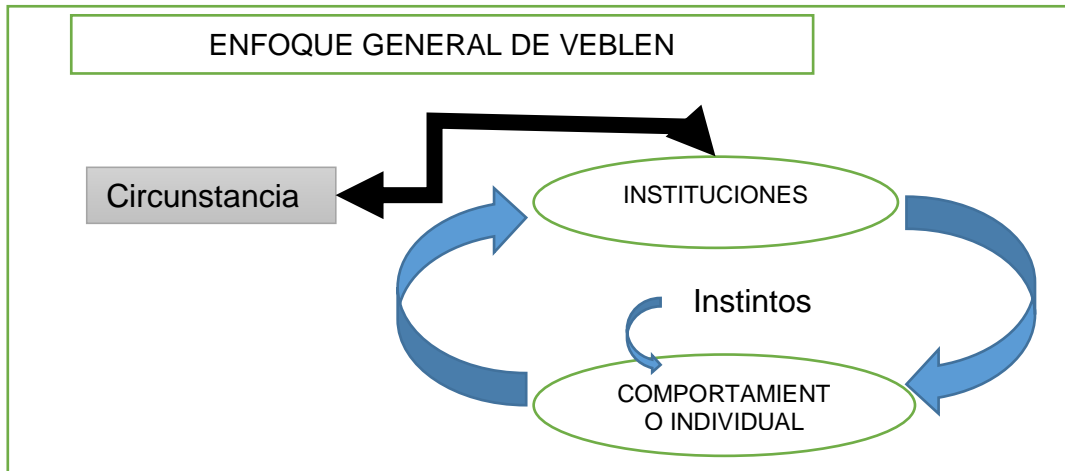 ENFOQUE GENERAL DE VEBLEN
Circunstancia
INSTITUCIONES
Instintos
COMPORTAMIENT
O INDIVIDUAL